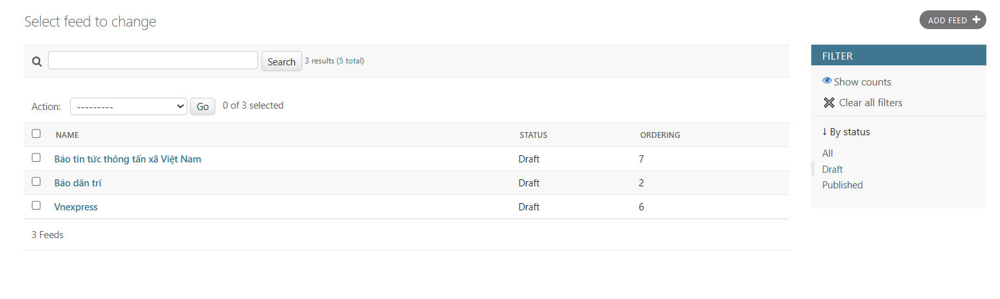 Select feed to change
ADD FEED
Search 3 results (5 total)
Action: --------- Go 0 of 3 selected
NAME STATUS ORDERING
Báo tin tức thông tấn xã Việt Nam Draft 7
Báo dân trí Draft 2
Vnexpress Draft 6
3 Feeds
FILTER
Show counts
Clear all filters
↓ By status
All
Draft
Published